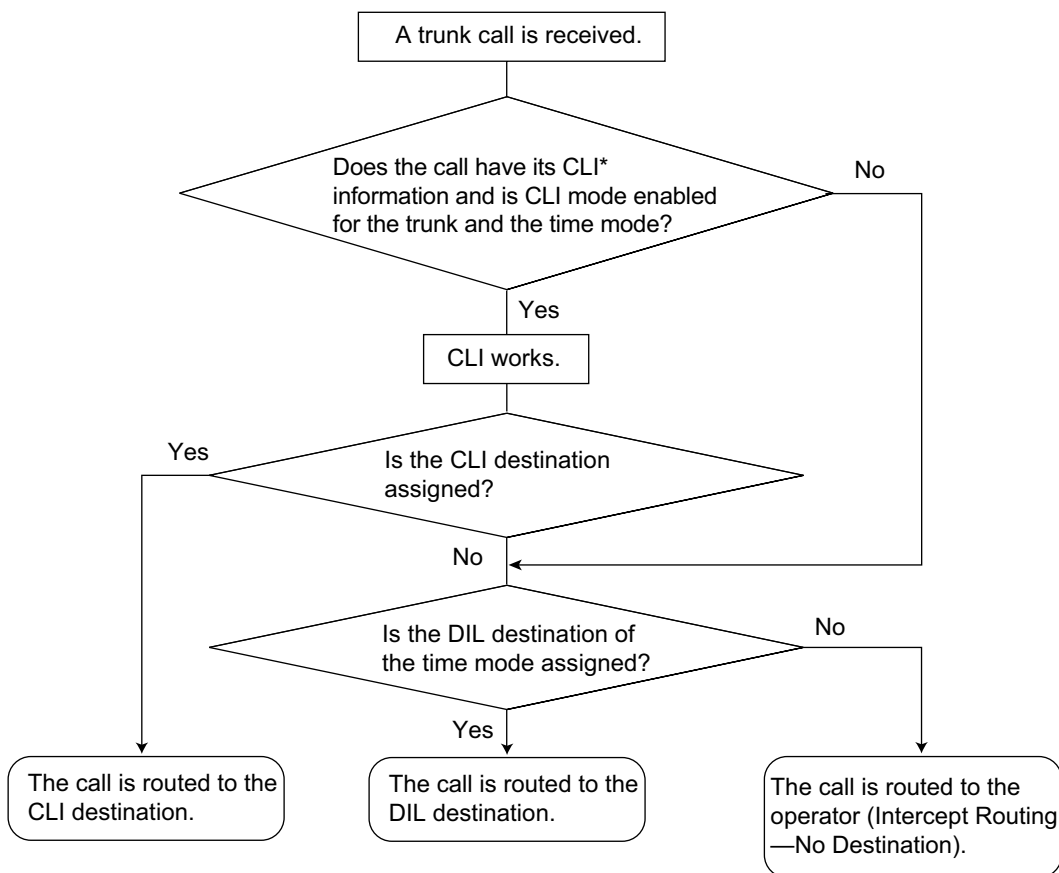 A trunk call is received.
Does the call have its CLI*
information and is CLI mode enabled
for the trunk and the time mode?
No
Yes
CLI works.
Yes
Is the CLI destination
assigned?
No
Is the DIL destination of
the time mode assigned?
No
Yes
The call is routed to the
CLI destination.
The call is routed to the
DIL destination.
The call is routed to the
operator (Intercept Routing
—No Destination).